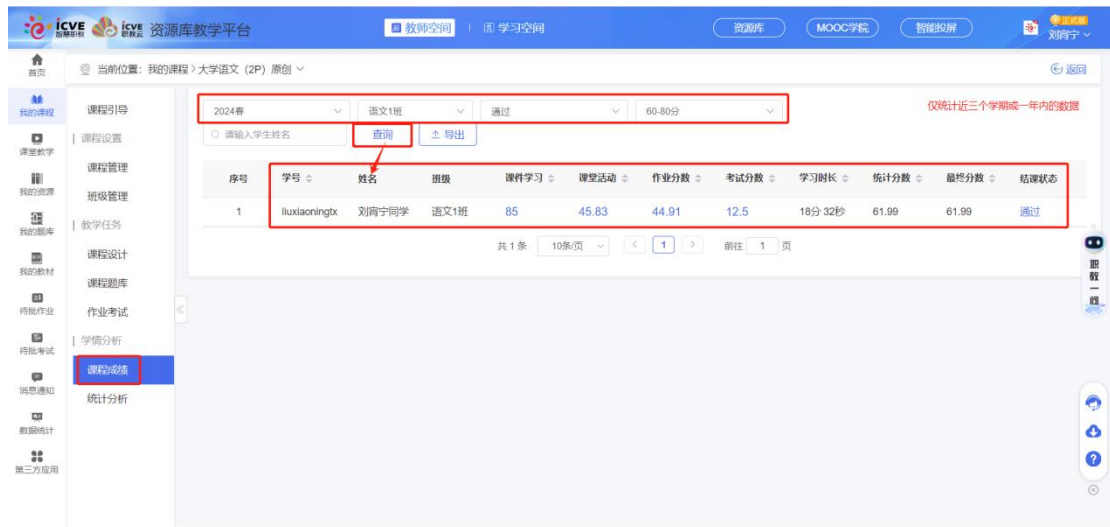 icve 智慧职教 icve 职教云 资源库教学平台 教师空间 学习空间 资源库 MOOC学院 智能投屏 正式版
刘宵宁
首页
当前位置：我的课程>大学语文（2P）原创 返回
我的课程
课堂教学
我的资源
我的题库
我的教材
待批作业
待批考试
消息通知
数据统计
第三方应用
课程引导
课程设置
课程管理
班级管理
教学任务
课程设计
课程题库
作业考试
学情分析
课程成绩
统计分析
2024春 语文1班 通过 60-80分 仅统计近三个学期或一年内的数据
请输入学生姓名 查询 导出
序号 学号 姓名 班级 课件学习 课堂活动 作业分数 考试分数 学习时长 统计分数 最终分数 结课状态
1 liuxiaoningtx 刘宵宁同学 语文1班 85 45.83 44.91 12.5 18分 32秒 61.99 61.99 通过
共 1 条 10条/页 1 前往 1 页
职教一问